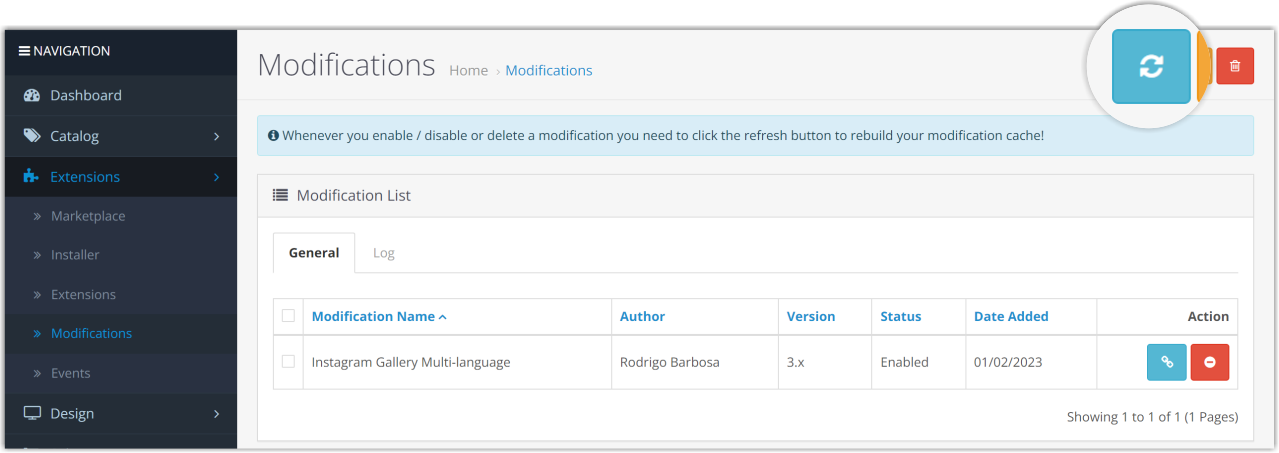 NAVIGATION
Dashboard
Catalog
Extensions
Marketplace
Installer
Extensions
Modifications
Events
Design
Modifications Home › Modifications
Whenever you enable / disable or delete a modification you need to click the refresh button to rebuild your modification cache!
Modification List
General Log
Modification Name Author Version Status Date Added Action
Instagram Gallery Multi-language Rodrigo Barbosa 3.x Enabled 01/02/2023
Showing 1 to 1 of 1 (1 Pages)